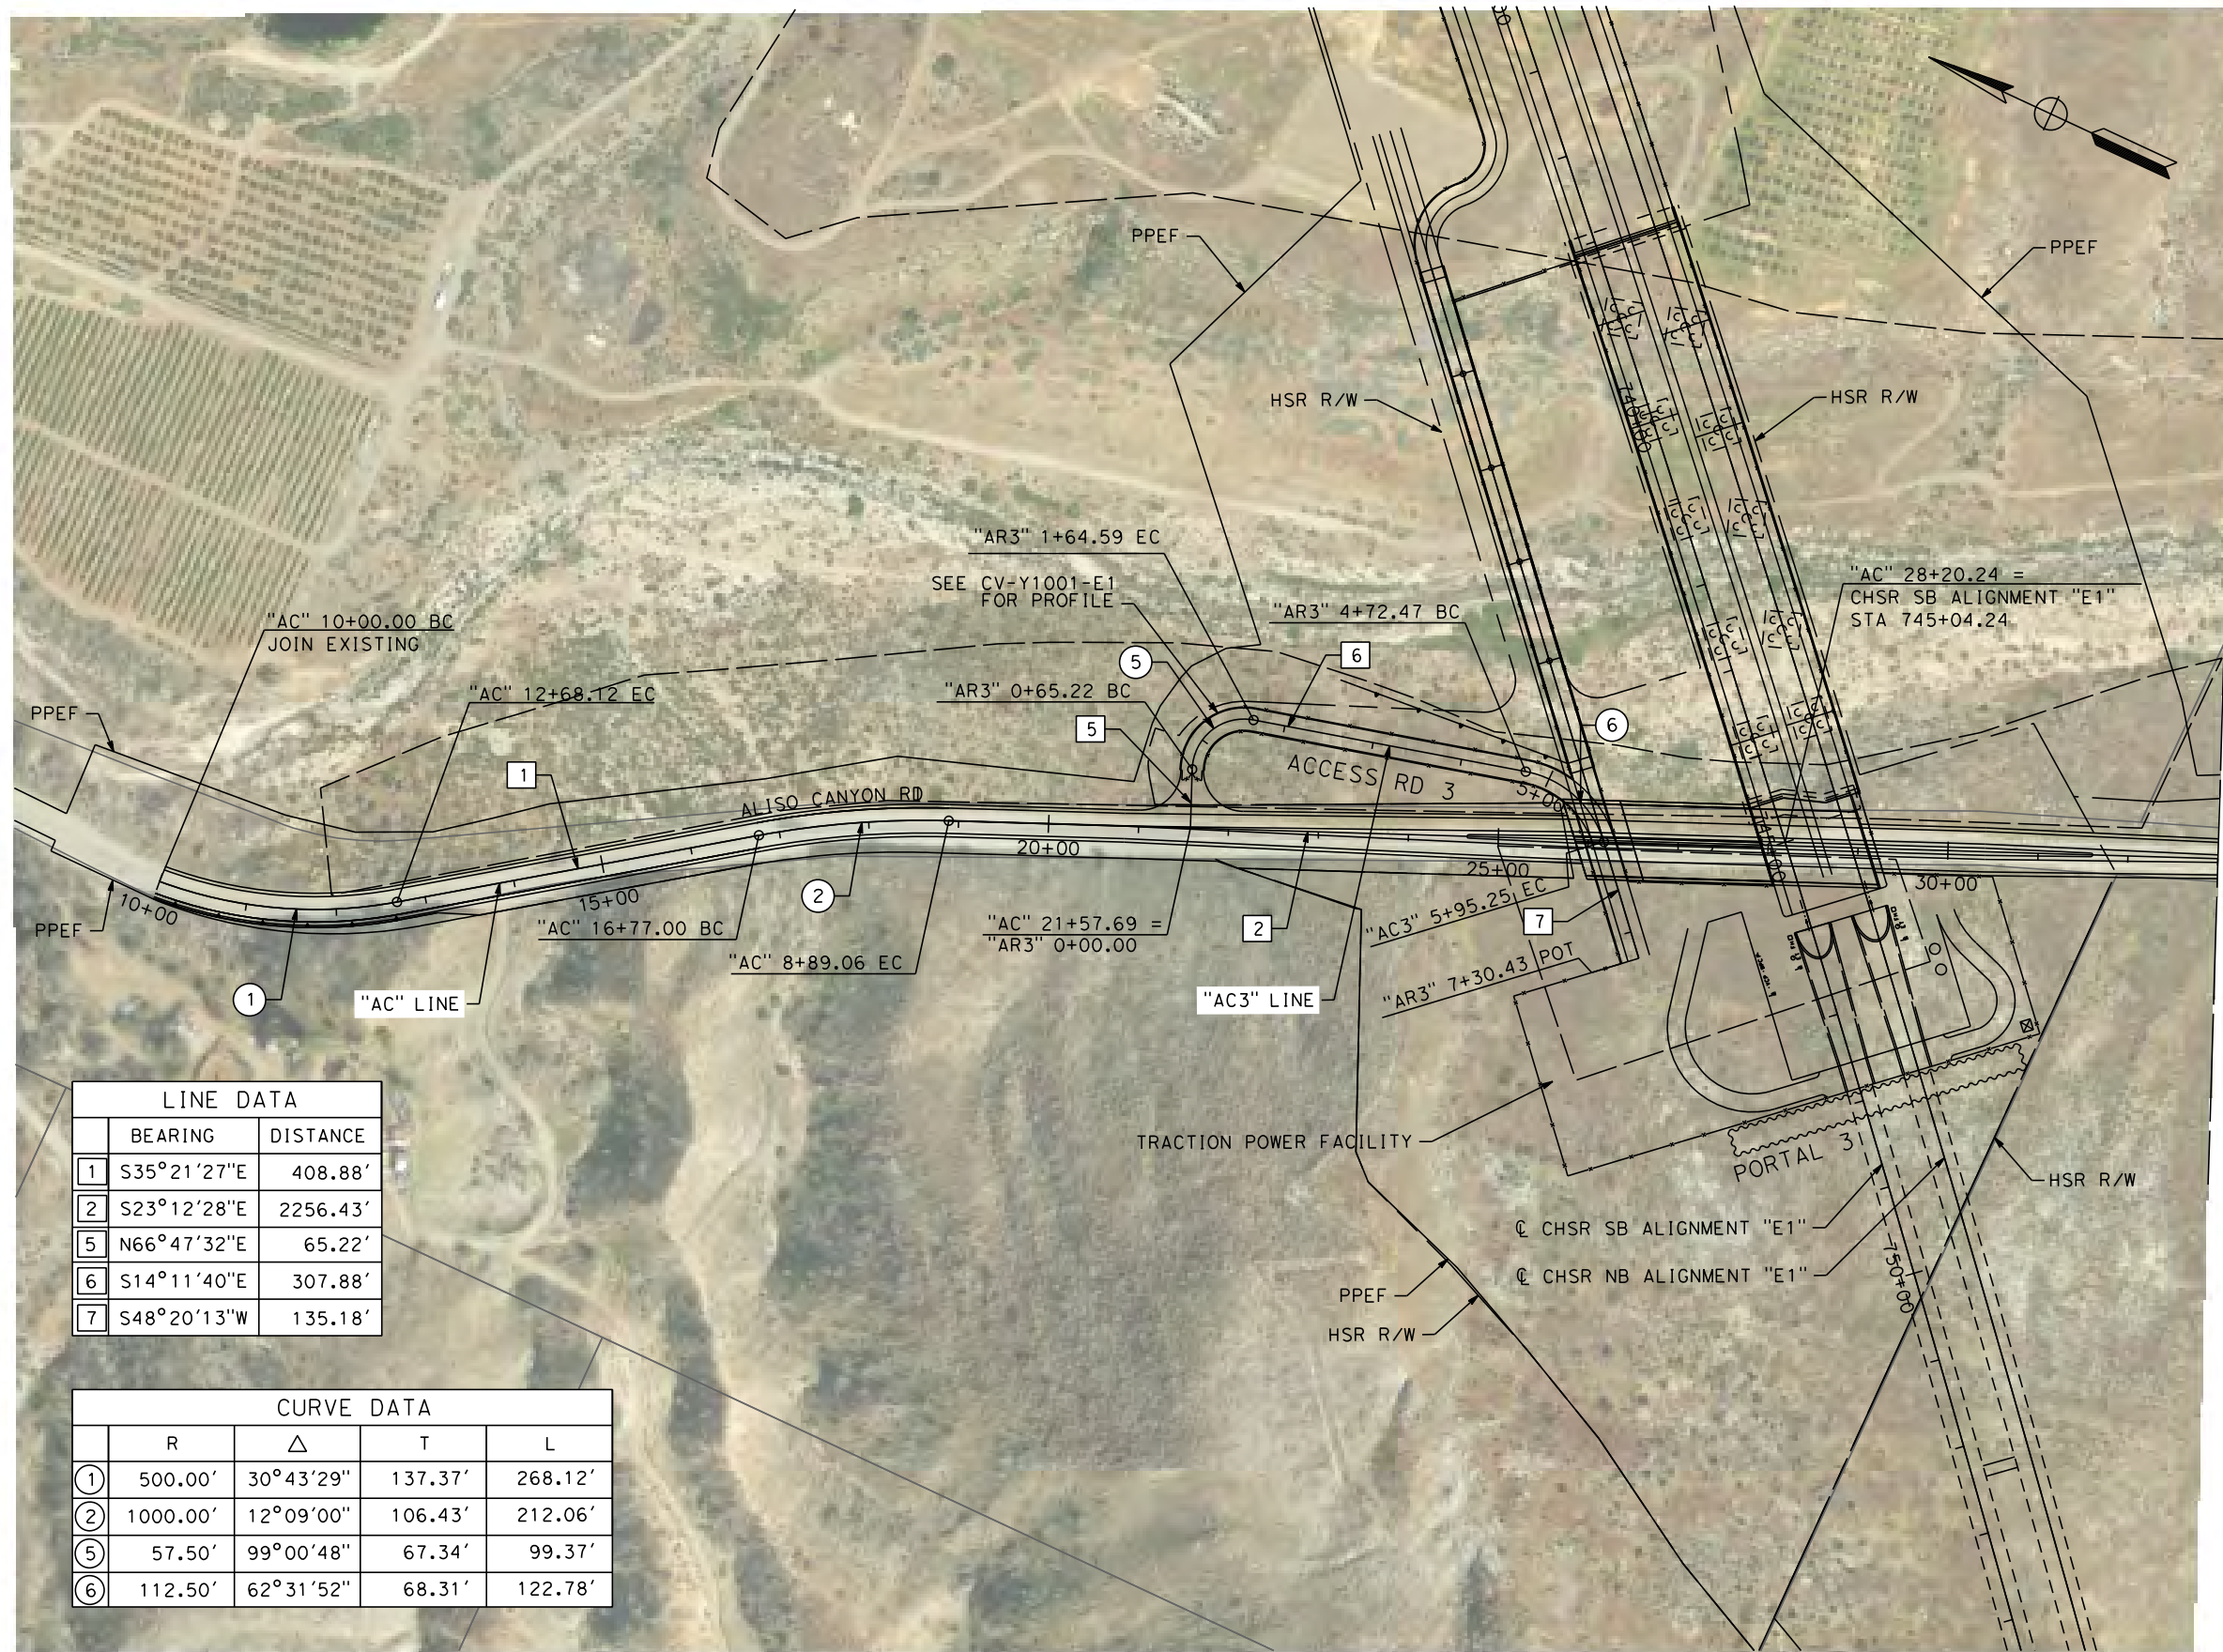 PPEF
PPEF
HSR R/W
HSR R/W
740+00
"AR3" 1+64.59 EC
SEE CV-Y1001-E1
FOR PROFILE
"AR3" 4+72.47 BC
"AC" 28+20.24 =
CHSR SB ALIGNMENT "E1"
STA 745+04.24
"AC" 10+00.00 BC
JOIN EXISTING
5
6
"AC" 12+68.12 EC
"AR3" 0+65.22 BC
PPEF
5
6
1
ALISO CANYON RD
ACCESS RD 3
5+00
20+00
25+00
30+00
10+00
15+00
2
PPEF
"AC" 16+77.00 BC
"AC" 8+89.06 EC
"AC" 21+57.69 =
"AR3" 0+00.00
2
"AC3" 5+95.25 EC
7
"AR3" 7+30.43 POT
1
"AC" LINE
"AC3" LINE
TRACTION POWER FACILITY
PORTAL 3
HSR R/W
℄ CHSR SB ALIGNMENT "E1"
℄ CHSR NB ALIGNMENT "E1"
750+00
PPEF
HSR R/W
LINE DATA
BEARING DISTANCE
1 S35°21'27"E 408.88'
2 S23°12'28"E 2256.43'
5 N66°47'32"E 65.22'
6 S14°11'40"E 307.88'
7 S48°20'13"W 135.18'
CURVE DATA
R △ T L
1 500.00' 30°43'29" 137.37' 268.12'
2 1000.00' 12°09'00" 106.43' 212.06'
5 57.50' 99°00'48" 67.34' 99.37'
6 112.50' 62°31'52" 68.31' 122.78'